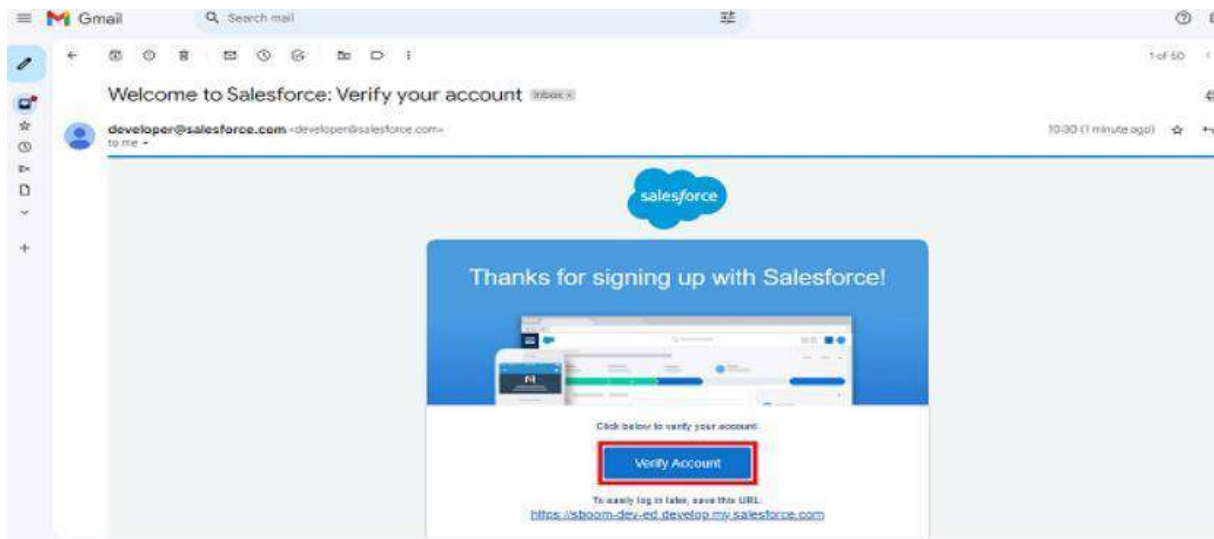 Gmail
Search mail
1 of 50
Welcome to Salesforce: Verify your account Inbox ×
developer@salesforce.com <developer@salesforce.com>
to me
10:30 (1 minute ago)
salesforce
Thanks for signing up with Salesforce!
Click below to verify your account.
Verify Account
To easily log in later, save this URL:
https://sboom-dev-ed.develop.my.salesforce.com